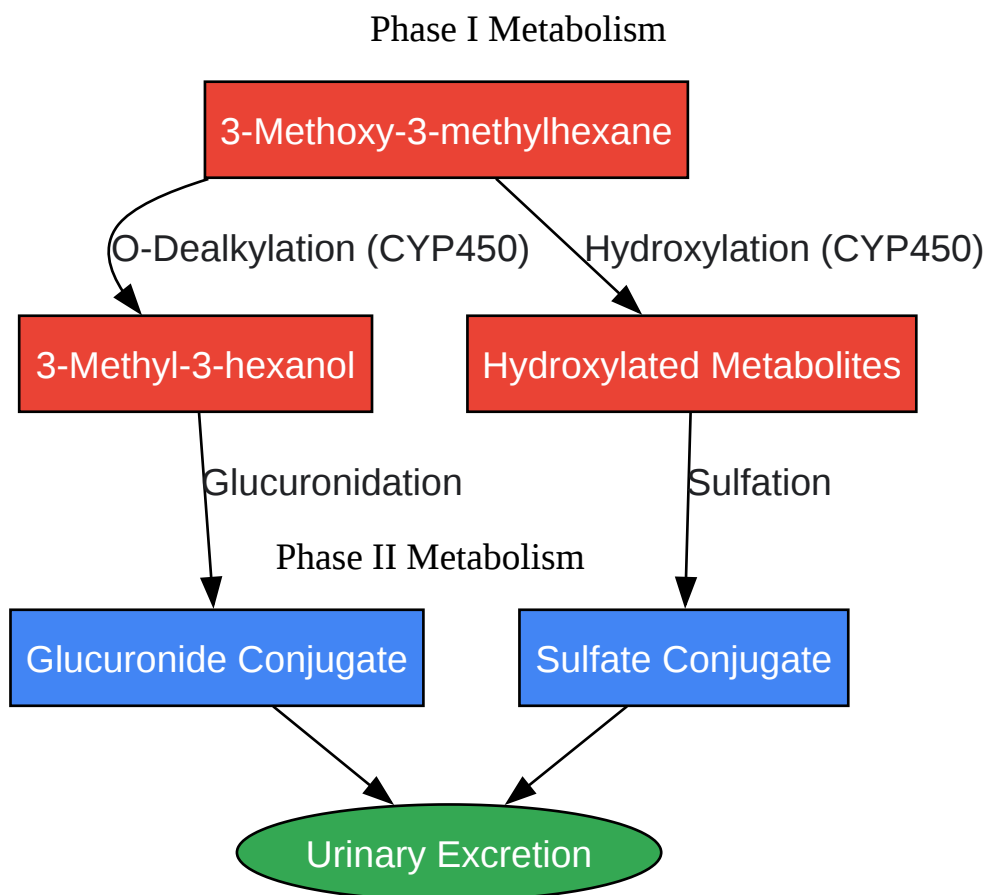 Phase I Metabolism
3-Methoxy-3-methylhexane
O-Dealkylation (CYP450)
Hydroxylation (CYP450)
3-Methyl-3-hexanol
Hydroxylated Metabolites
Glucuronidation
Sulfation
Phase II Metabolism
Glucuronide Conjugate
Sulfate Conjugate
Urinary Excretion